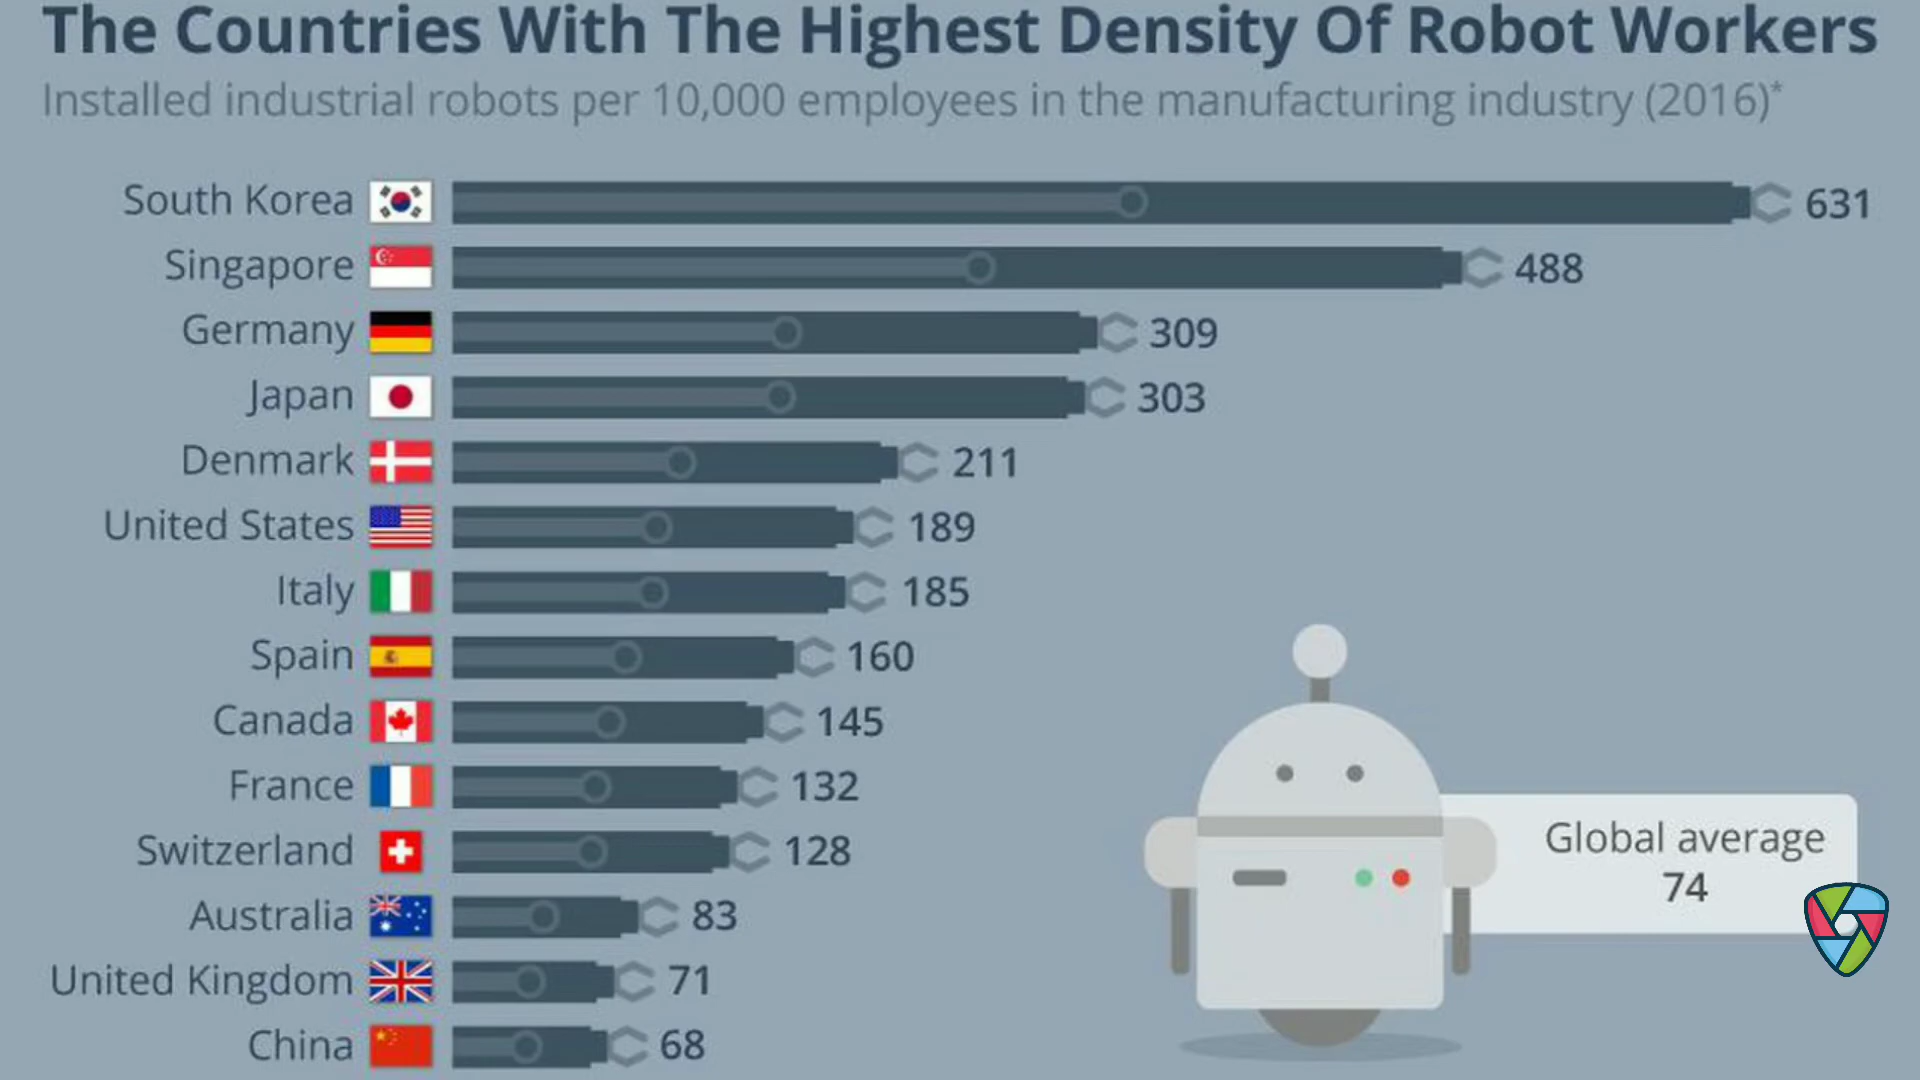 The Countries With The Highest Density Of Robot Workers
Installed industrial robots per 10,000 employees in the manufacturing industry (2016)*
South Korea 631
Singapore 488
Germany 309
Japan 303
Denmark 211
United States 189
Italy 185
Spain 160
Canada 145
France 132
Switzerland 128
Australia 83
United Kingdom 71
China 68
Global average
74